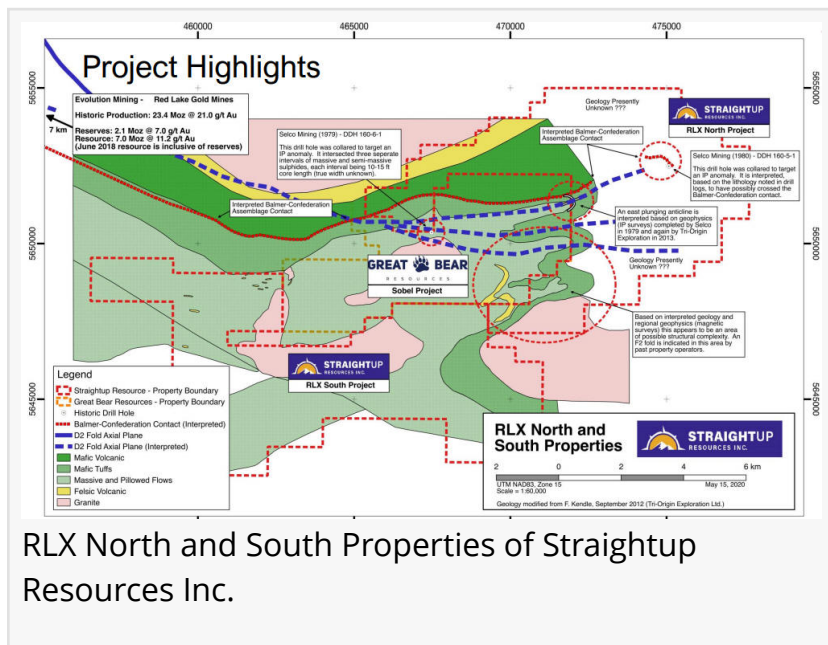 460000
465000
470000
475000
5655000
5655000
5650000
5650000
5645000
5645000
Project Highlights
Evolution Mining - Red Lake Gold Mines
Historic Production: 23.4 Moz @ 21.0 g/t Au
Reserves: 2.1 Moz @ 7.0 g/t Au
Resource: 7.0 Moz @ 11.2 g/t Au)
(June 2018 resource is inclusive of reserves)
7 km
Selco Mining (1979) - DDH 160-6-1
This drill hole was collared to target
an IP anomaly. It intersected three seperate
intervals of massive and semi-massive
sulphides, each interval being 10-15 ft
core length (true width unknown).
Geology Presently
Unknown ???
STRAIGHTUP
RESOURCES INC.
RLX North Project
Interpreted Balmer-Confederation
Assemblage Contact
Selco Mining (1980) - DDH 160-5-1
This drill hole was collared to target
an IP anomaly. It is interpreted,
based on the lithology noted in drill
logs, to have possibly crossed the
Balmer-Confederation contact.
Interpreted Balmer-Confederation
Assemblage Contact
An east plunging anticline is
interpreted based on geophysics
(IP surveys) completed by Selco
in 1979 and again by Tri-Origin
Exploration in 2013.
Geology Presently
Unknown ???
GREAT BEAR
RESOURCES
Sobel Project
Based on interpreted geology and
regional geophysics (magnetic
surveys) this appears to be an area
of possible structural complexity. An
F2 fold is indicated in this area by
past property operators.
STRAIGHTUP
RESOURCES INC.
RLX South Project
Legend
Straightup Resource - Property Boundary
Great Bear Resources - Property Boundary
Historic Drill Hole
Balmer-Confederation Contact (Interpreted)
D2 Fold Axial Plane
D2 Fold Axial Plane (Interpreted)
Mafic Volcanic
Mafic Tuffs
Massive and Pillowed Flows
Felsic Volcanic
Granite
RLX North and
South Properties
STRAIGHTUP
RESOURCES INC.
2 0 2 4 6 km
UTM NAD83, Zone 15
Scale = 1:60,000
May 15, 2020
Geology modified from F. Kendle, September 2012 (Tri-Origin Exploration Ltd.)
RLX North and South Properties of Straightup
Resources Inc.